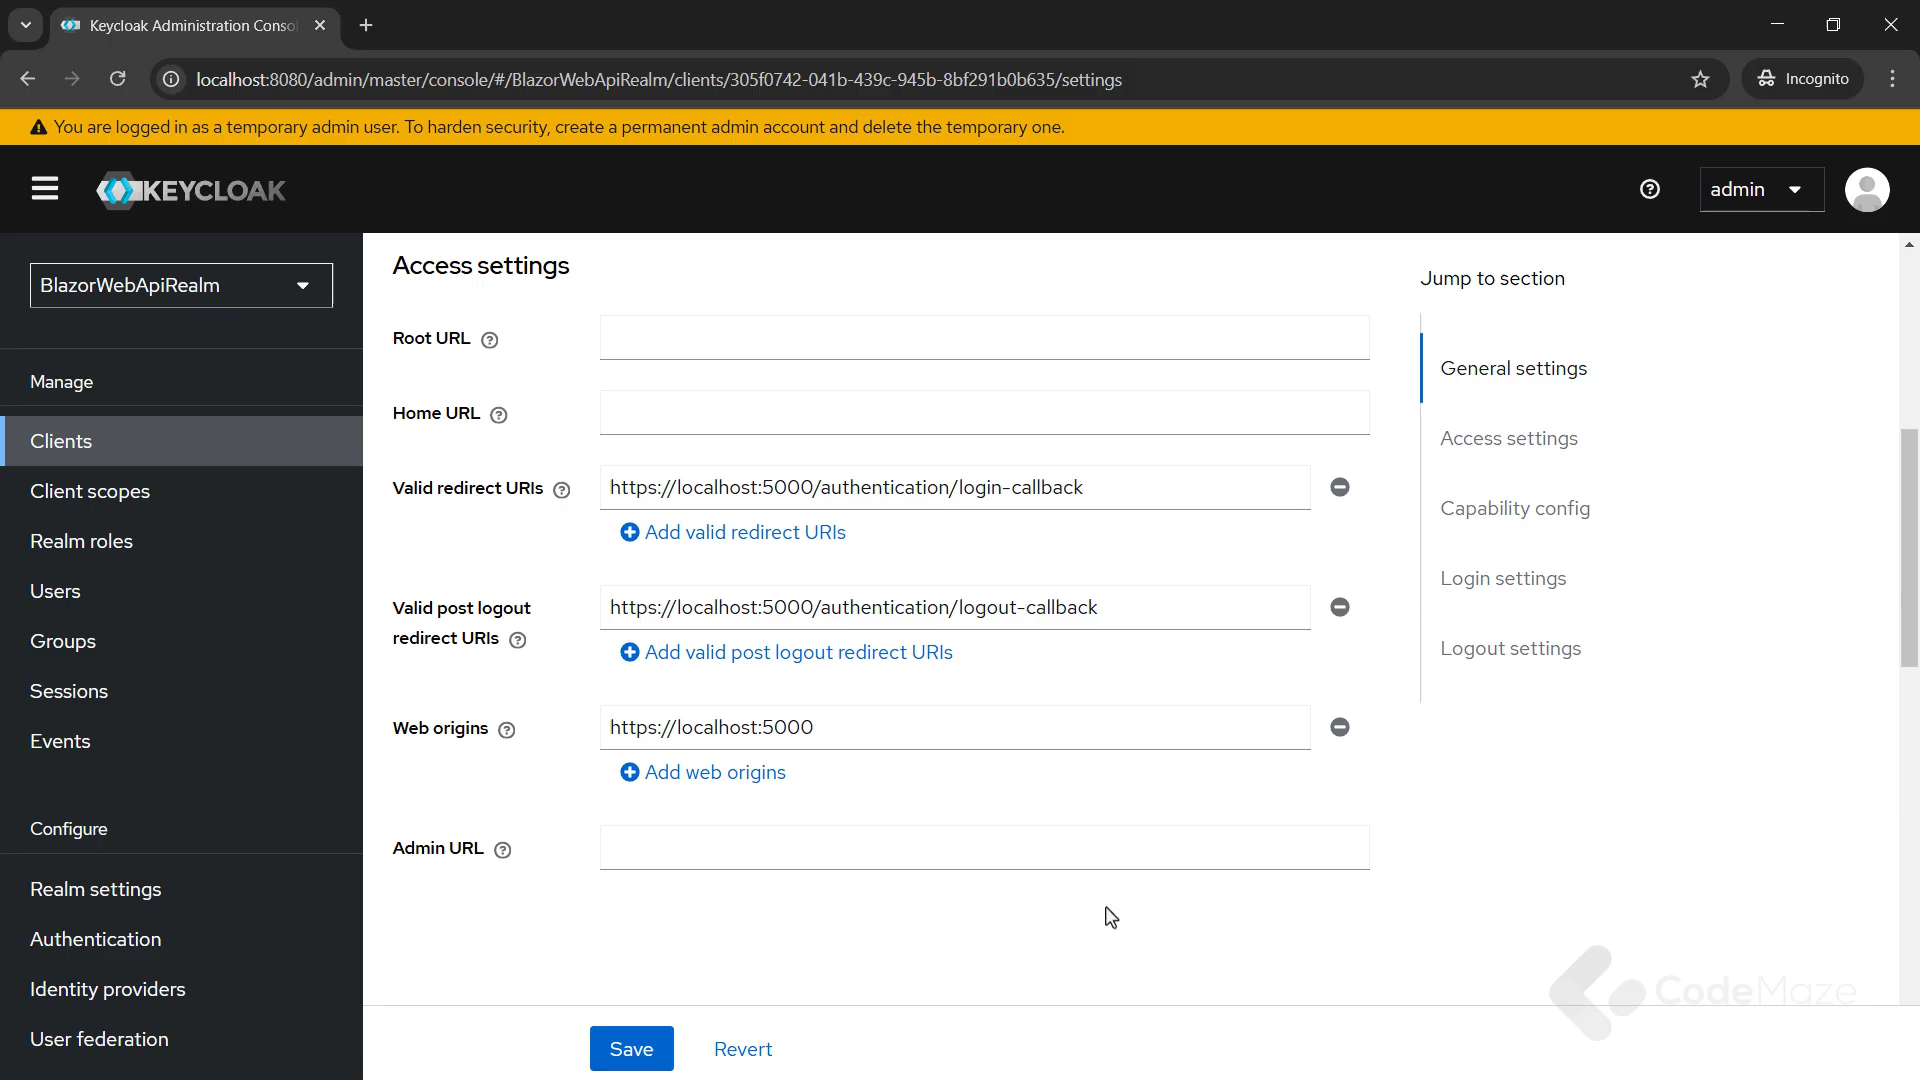 Keycloak Administration Conso
localhost:8080/admin/master/console/#/BlazorWebApiRealm/clients/305f0742-041b-439c-945b-8bf291b0b635/settings
Incognito
You are logged in as a temporary admin user. To harden security, create a permanent admin account and delete the temporary one.
KEYCLOAK
admin
BlazorWebApiRealm
Manage
Clients
Client scopes
Realm roles
Users
Groups
Sessions
Events
Configure
Realm settings
Authentication
Identity providers
User federation
Access settings
Root URL
Home URL
Valid redirect URIs
https://localhost:5000/authentication/login-callback
Add valid redirect URIs
Valid post logout
redirect URIs
https://localhost:5000/authentication/logout-callback
Add valid post logout redirect URIs
Web origins
https://localhost:5000
Add web origins
Admin URL
Save
Revert
Jump to section
General settings
Access settings
Capability config
Login settings
Logout settings
CodeMaze